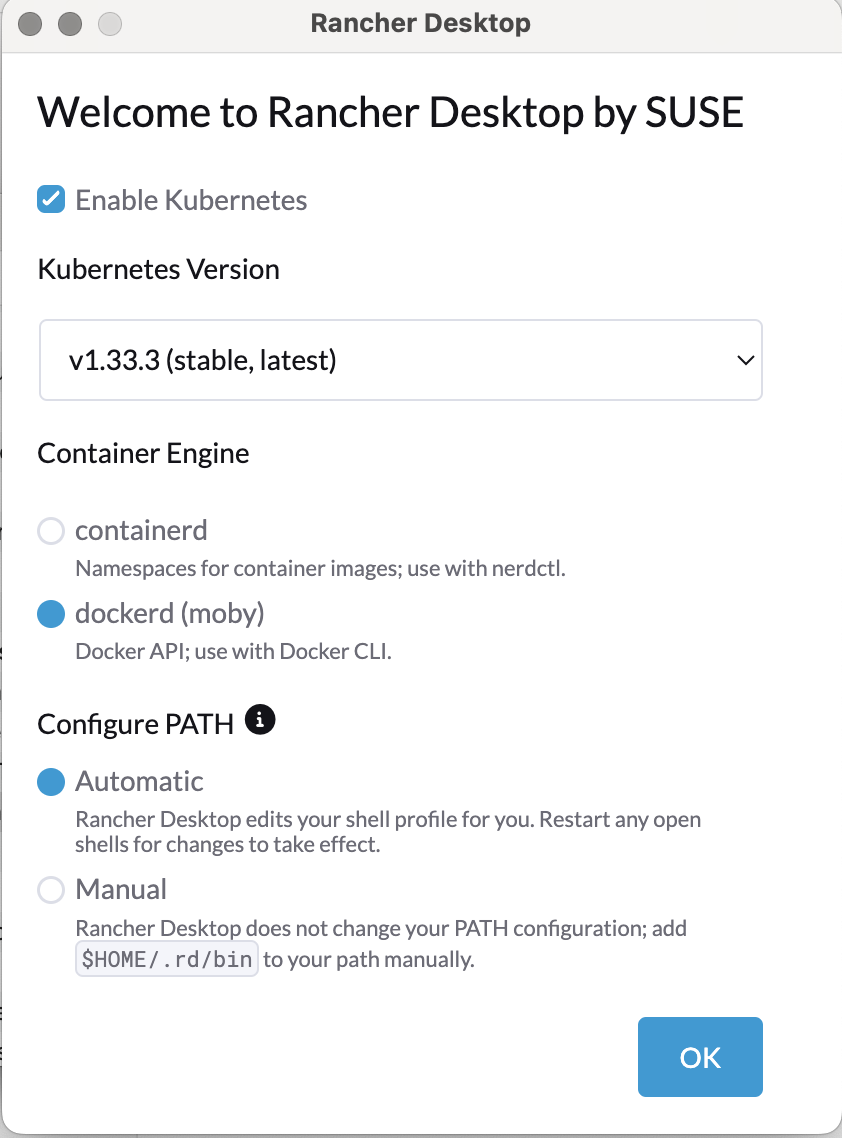 Rancher Desktop
Welcome to Rancher Desktop by SUSE
Enable Kubernetes
Kubernetes Version
v1.33.3 (stable, latest)
Container Engine
containerd
Namespaces for container images; use with nerdctl.
dockerd (moby)
Docker API; use with Docker CLI.
Configure PATH
Automatic
Rancher Desktop edits your shell profile for you. Restart any open
shells for changes to take effect.
Manual
Rancher Desktop does not change your PATH configuration; add
$HOME/.rd/bin to your path manually.
OK